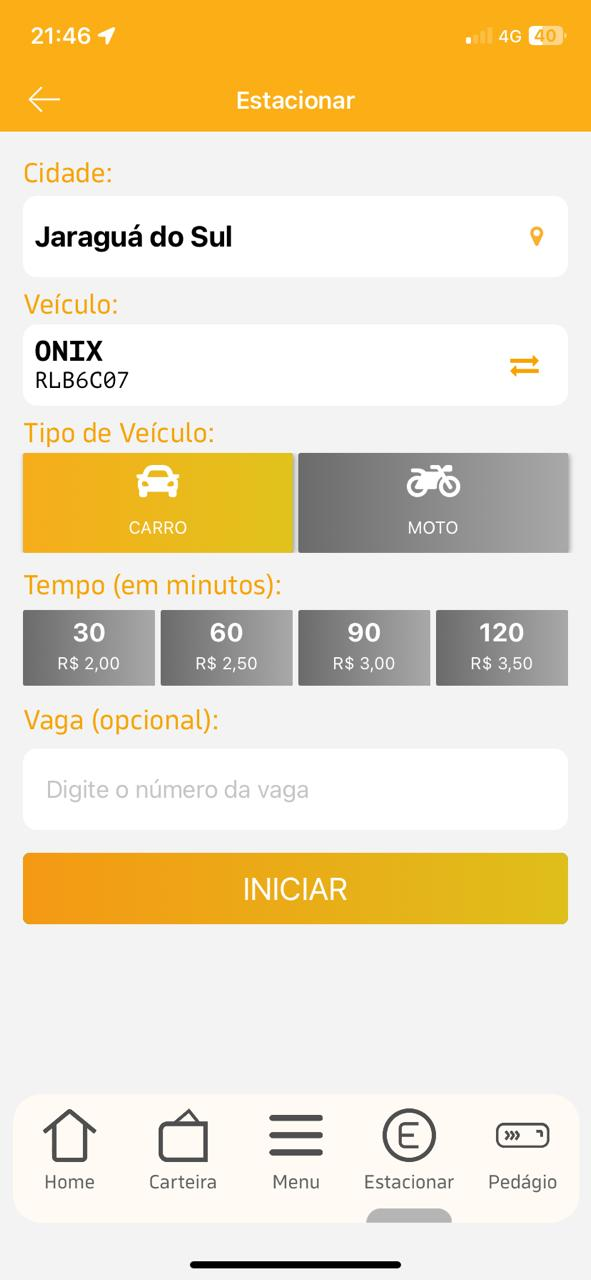 21:46
4G
40
Estacionar
Cidade:
Jaraguá do Sul
Veículo:
ONIX
RLB6C07
Tipo de Veículo:
CARRO
MOTO
Tempo (em minutos):
30
R$ 2,00
60
R$ 2,50
90
R$ 3,00
120
R$ 3,50
Vaga (opcional):
Digite o número da vaga
INICIAR
E
Home
Carteira
Menu
Estacionar
Pedágio